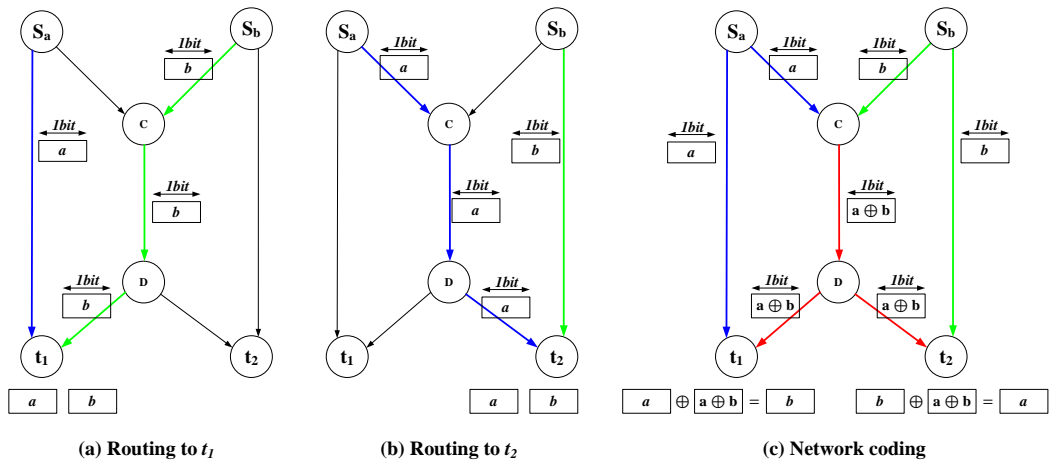 Sa
Sb
1bit
b
C
1bit
a
1bit
b
D
1bit
b
t1
t2
a
b
(a) Routing to t1
Sa
Sb
1bit
a
C
1bit
b
1bit
a
D
1bit
a
t1
t2
a
b
(b) Routing to t2
Sa
Sb
1bit
a
1bit
b
C
1bit
a
1bit
b
1bit
a ⊕ b
D
1bit
a ⊕ b
1bit
a ⊕ b
t1
t2
a ⊕ a ⊕ b = b
b ⊕ a ⊕ b = a
(c) Network coding